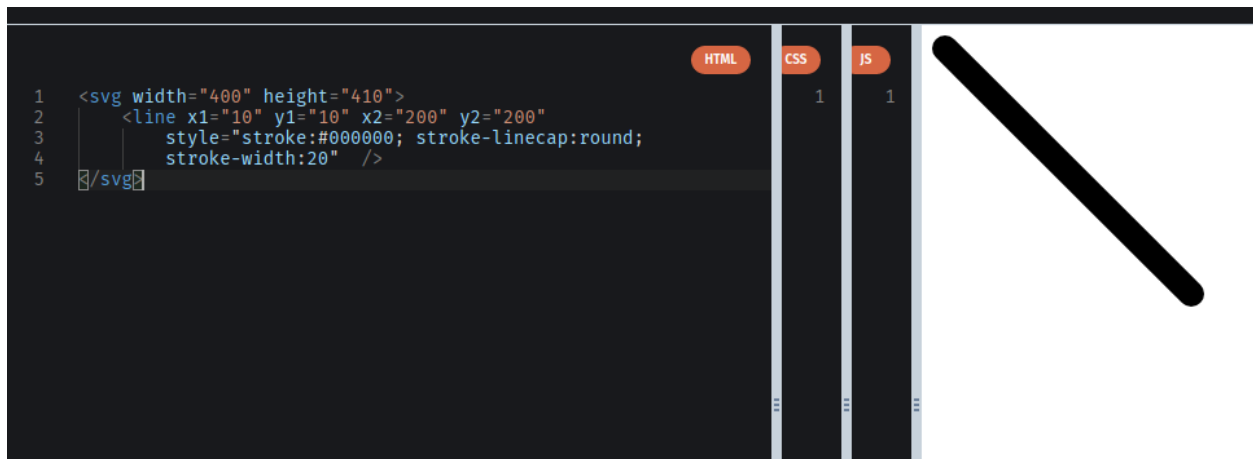 HTML
CSS
JS
1 <svg width="400" height="410">
2 <line x1="10" y1="10" x2="200" y2="200"
3 style="stroke:#000000; stroke-linecap:round;
4 stroke-width:20" />
5 </svg>
1
1